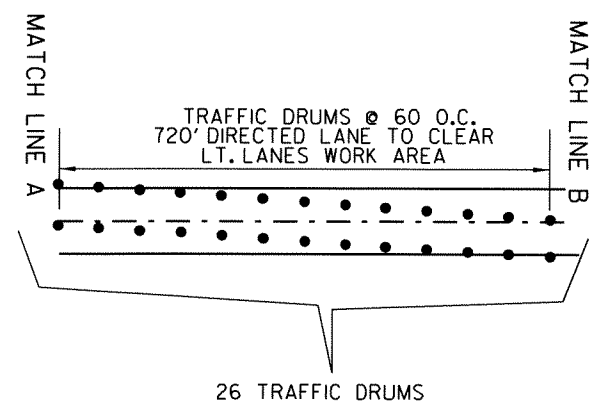 MATCH LINE A
TRAFFIC DRUMS @ 60 O.C.
720' DIRECTED LANE TO CLEAR
LT. LANES WORK AREA
MATCH LINE B
26 TRAFFIC DRUMS